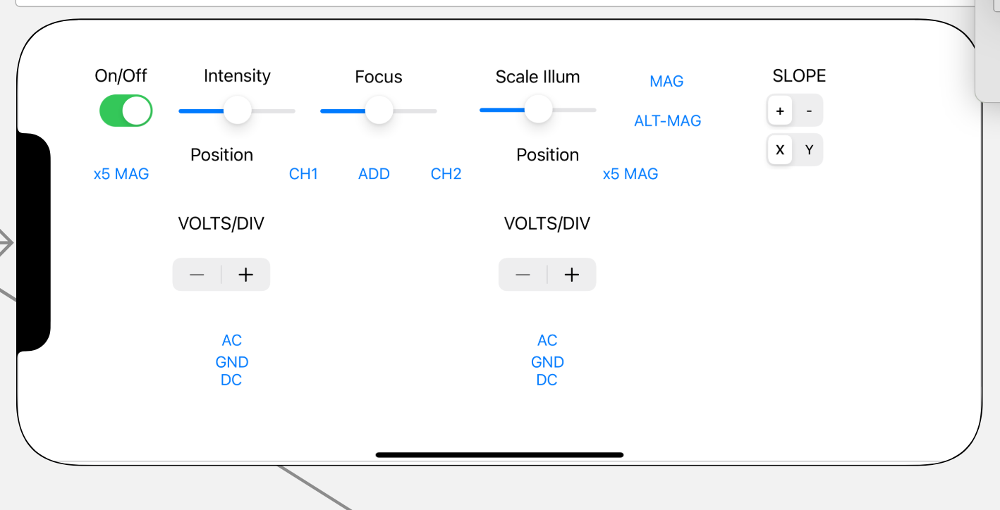 On/Off
Intensity
Focus
Scale Illum
MAG
SLOPE
+ -
ALT-MAG
X Y
Position
Position
x5 MAG
CH1
ADD
CH2
x5 MAG
VOLTS/DIV
VOLTS/DIV
— +
— +
AC
AC
GND
GND
DC
DC